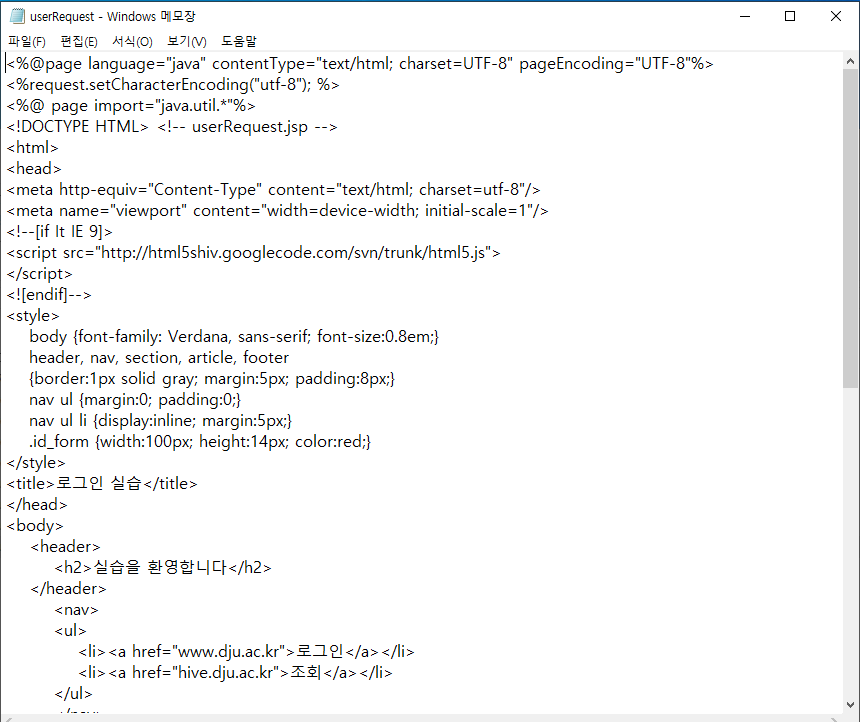 userRequest - Windows 메모장
파일(F) 편집(E) 서식(O) 보기(V) 도움말
<%@page language="java" contentType="text/html; charset=UTF-8" pageEncoding="UTF-8"%>
<%request.setCharacterEncoding("utf-8"); %>
<%@ page import="java.util.*"%>
<!DOCTYPE HTML> <!-- userRequest.jsp -->
<html>
<head>
<meta http-equiv="Content-Type" content="text/html; charset=utf-8"/>
<meta name="viewport" content="width=device-width; initial-scale=1"/>
<!--[if lt IE 9]>
<script src="http://html5shiv.googlecode.com/svn/trunk/html5.js">
</script>
<![endif]-->
<style>
body {font-family: Verdana, sans-serif; font-size:0.8em;}
header, nav, section, article, footer
{border:1px solid gray; margin:5px; padding:8px;}
nav ul {margin:0; padding:0;}
nav ul li {display:inline; margin:5px;}
.id_form {width:100px; height:14px; color:red;}
</style>
<title>로그인 실습</title>
</head>
<body>
<header>
<h2>실습을 환영합니다</h2>
</header>
<nav>
<ul>
<li><a href="www.dju.ac.kr">로그인</a></li>
<li><a href="hive.dju.ac.kr">조회</a></li>
</ul>